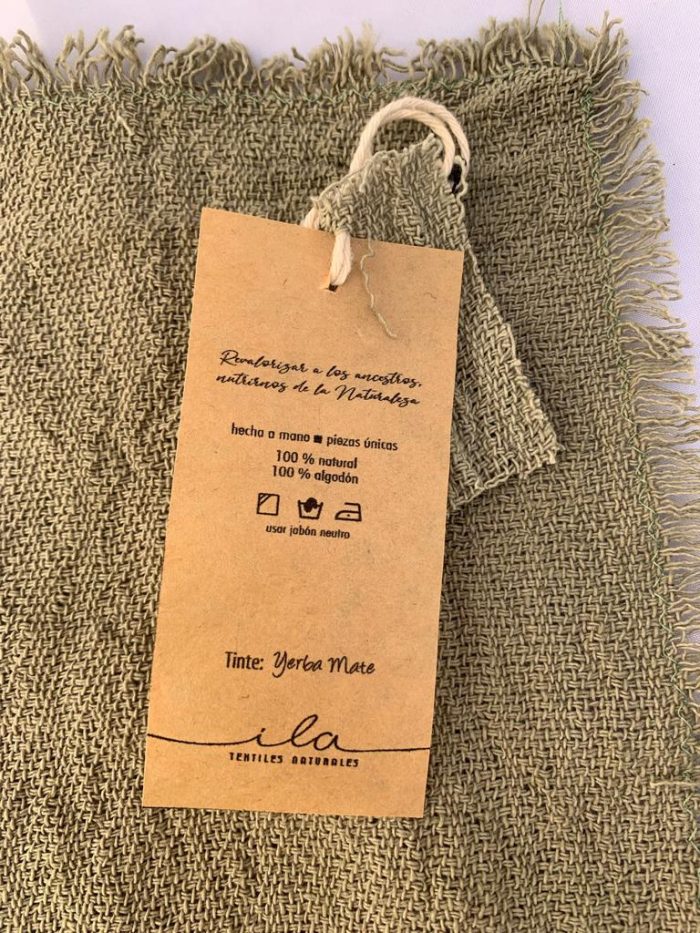 Revalorizar a los ancestros,
nutrirnos de la Naturaleza
hecha a mano ■ piezas únicas
100 % natural
100 % algodón
usar jabón neutro
Tinte: Yerba Mate
ila
TEXTILES NATURALES